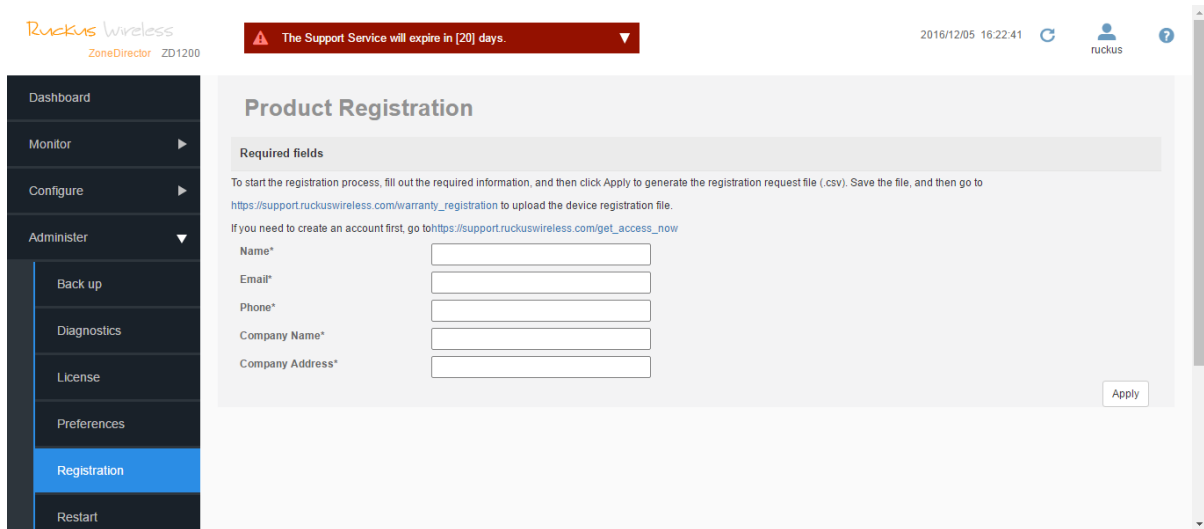 Ruckus Wireless
ZoneDirector ZD1200
The Support Service will expire in [20] days.
2016/12/05 16:22:41
ruckus
?
Dashboard
Monitor
Configure
Administer
Back up
Diagnostics
License
Preferences
Registration
Restart
Product Registration
Required fields
To start the registration process, fill out the required information, and then click Apply to generate the registration request file (.csv). Save the file, and then go to
https://support.ruckuswireless.com/warranty_registration to upload the device registration file.
If you need to create an account first, go tohttps://support.ruckuswireless.com/get_access_now
Name*
Email*
Phone*
Company Name*
Company Address*
Apply